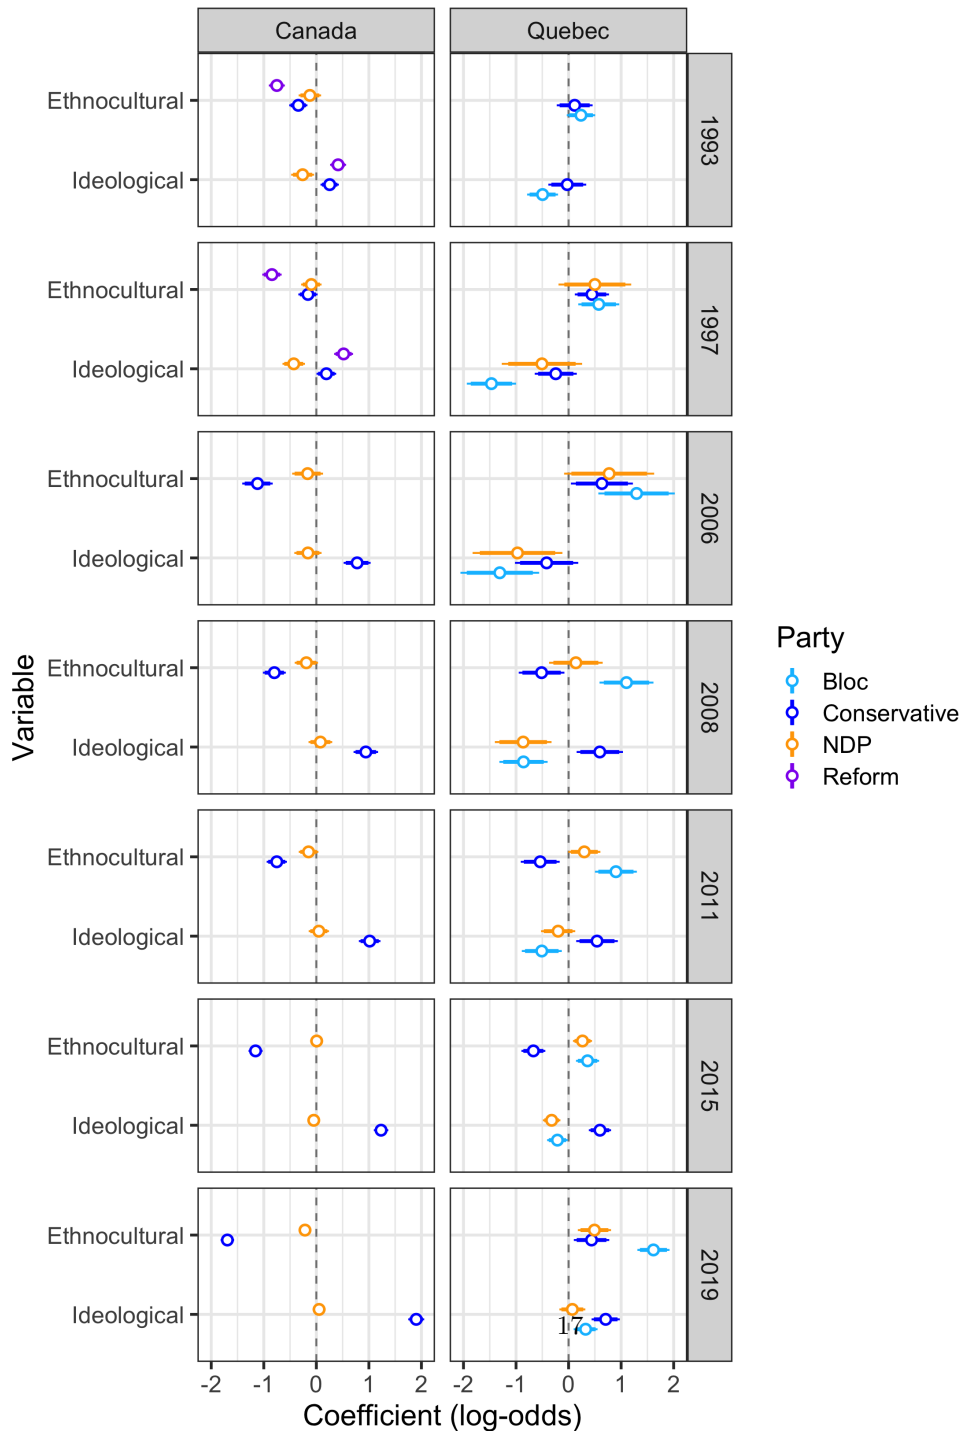 Canada
Quebec
Ethnocultural
Ideological
1993
Ethnocultural
Ideological
1997
Ethnocultural
Ideological
2006
Ethnocultural
Ideological
2008
Ethnocultural
Ideological
2011
Ethnocultural
Ideological
2015
Ethnocultural
Ideological
2019
17
-2 -1 0 1 2
-2 -1 0 1 2
Coefficient (log-odds)
Variable
Party
Bloc
Conservative
NDP
Reform